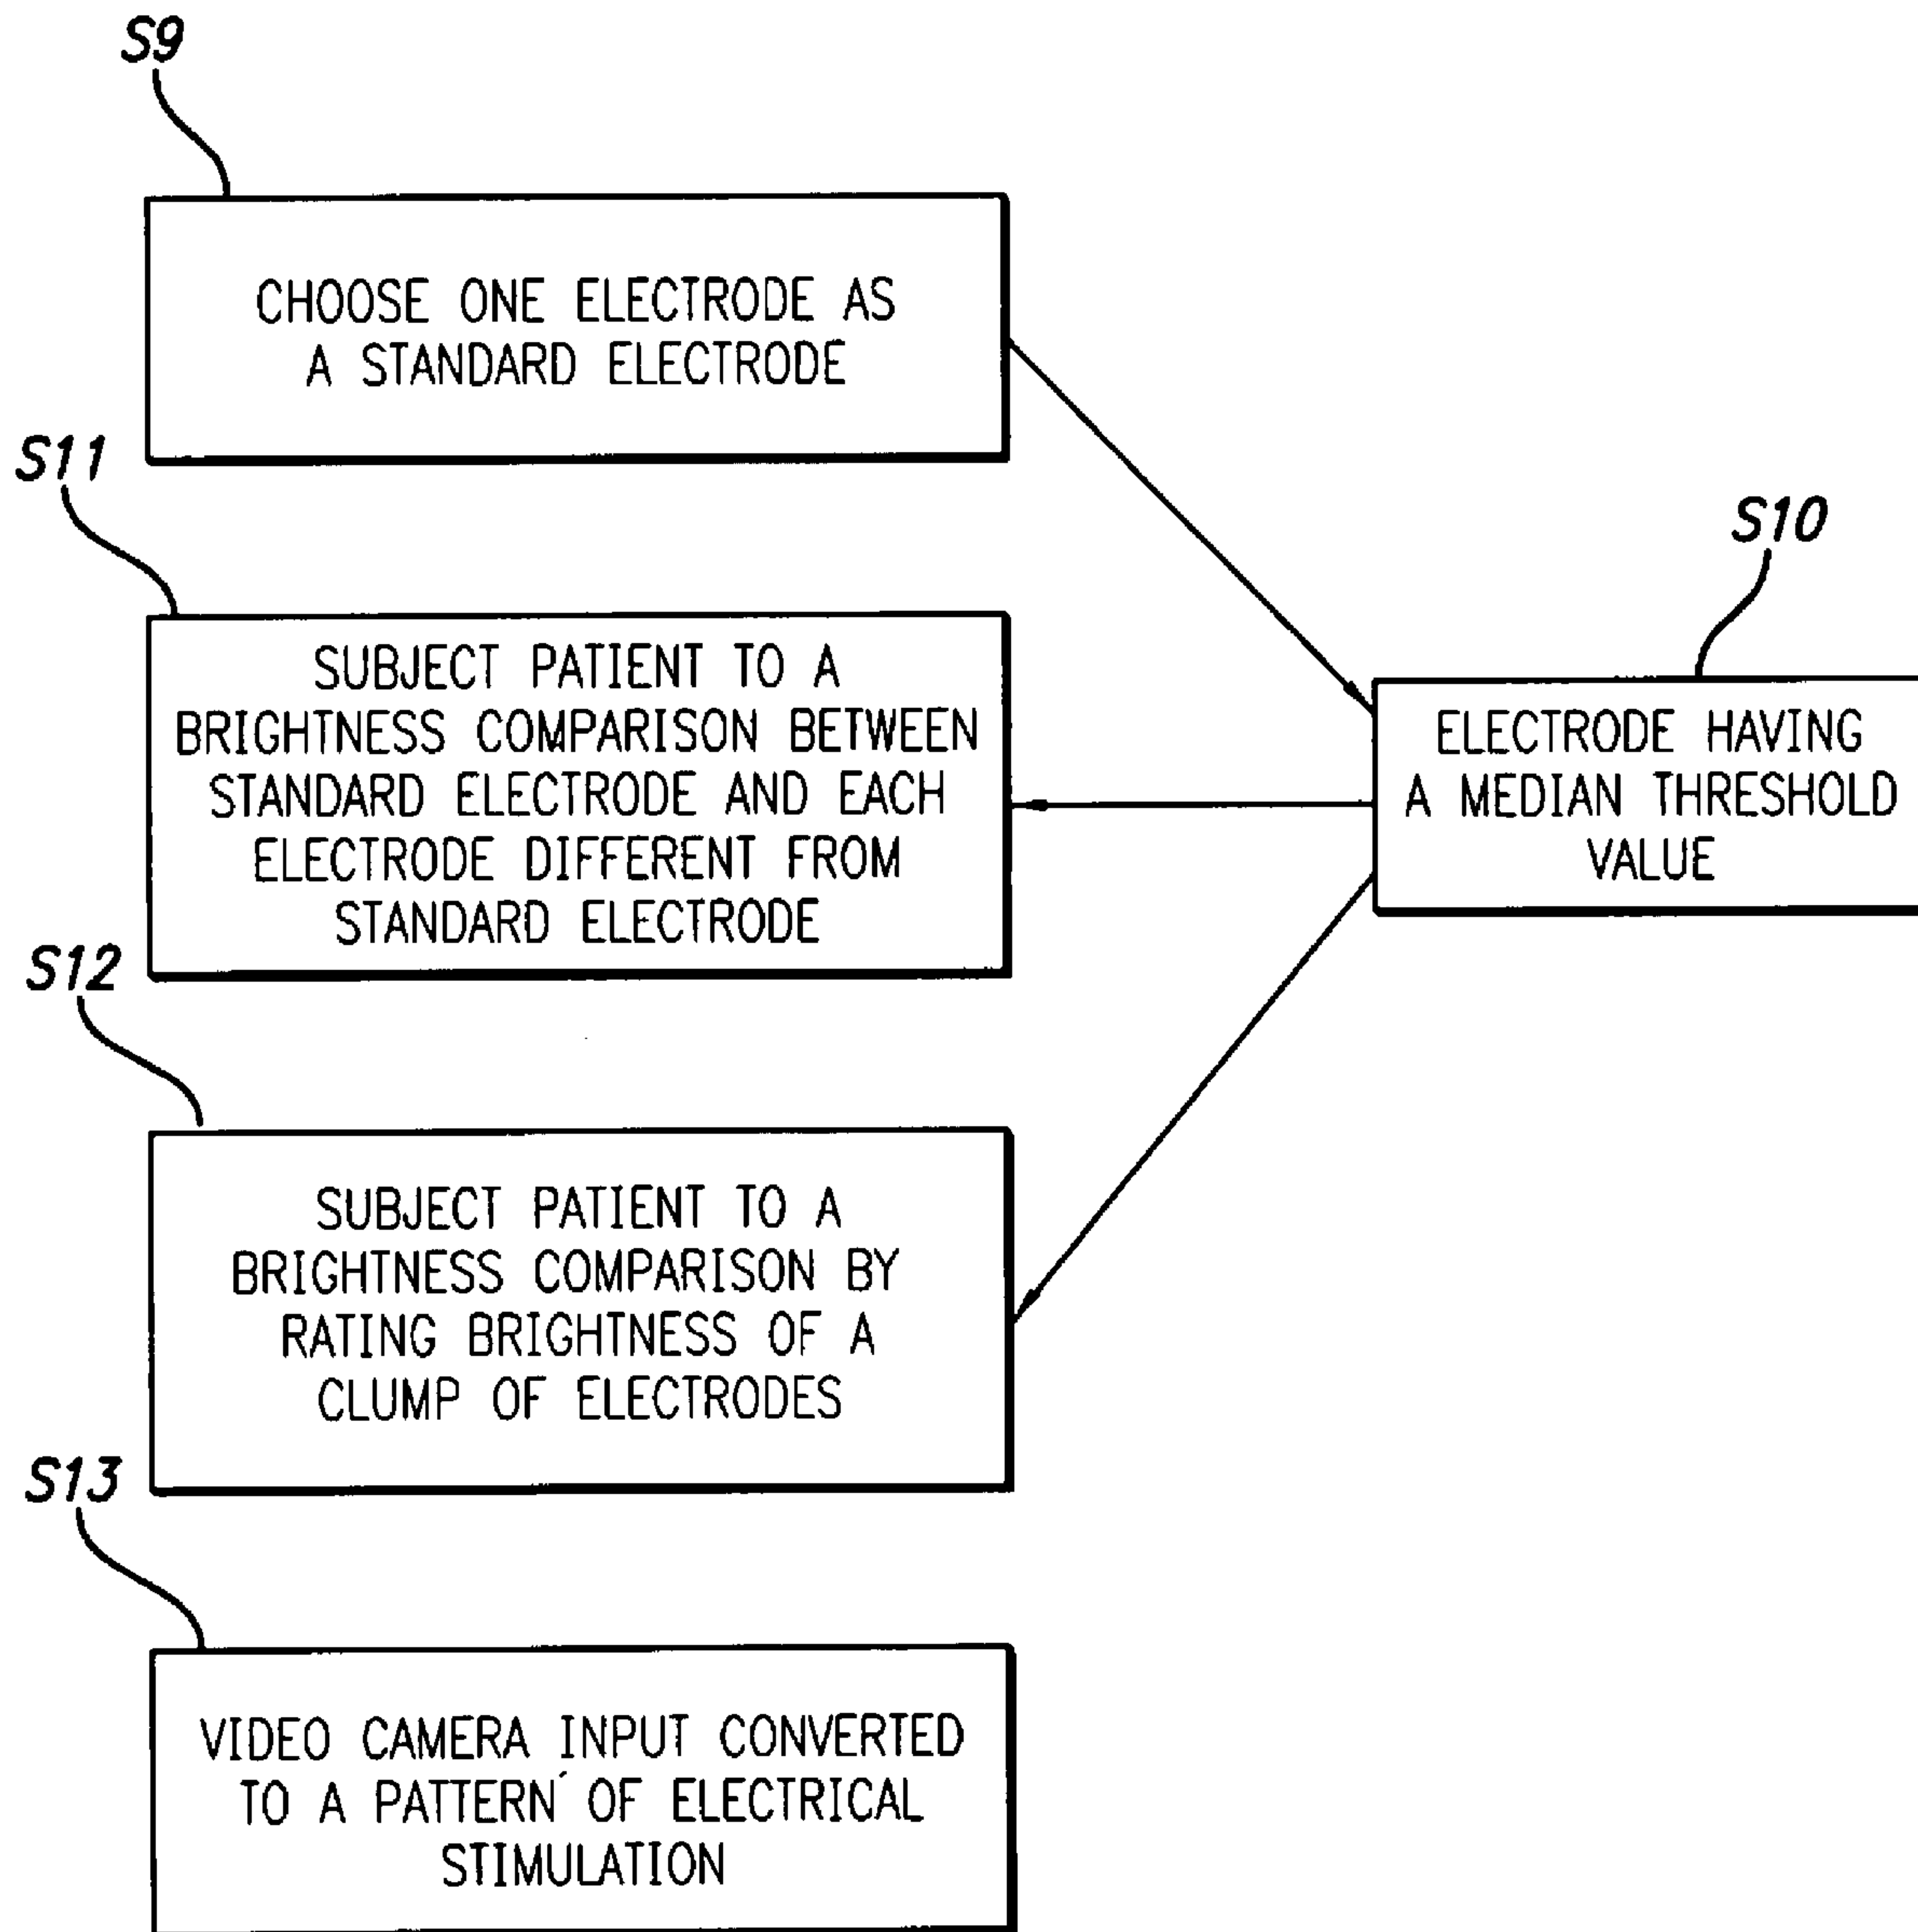 S9
CHOOSE ONE ELECTRODE AS
A STANDARD ELECTRODE
S11
SUBJECT PATIENT TO A
BRIGHTNESS COMPARISON BETWEEN
STANDARD ELECTRODE AND EACH
ELECTRODE DIFFERENT FROM
STANDARD ELECTRODE
S10
ELECTRODE HAVING
A MEDIAN THRESHOLD
VALUE
S12
SUBJECT PATIENT TO A
BRIGHTNESS COMPARISON BY
RATING BRIGHTNESS OF A
CLUMP OF ELECTRODES
S13
VIDEO CAMERA INPUT CONVERTED
TO A PATTERN OF ELECTRICAL
STIMULATION